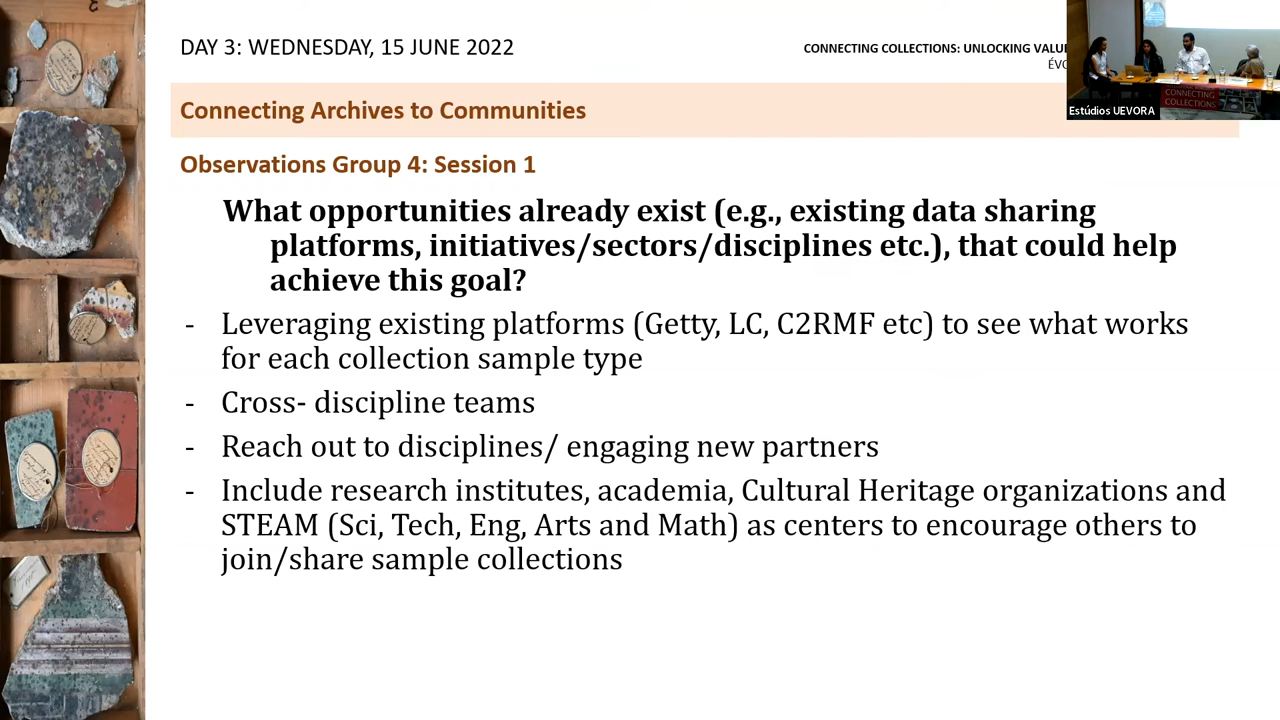 DAY 3: WEDNESDAY, 15 JUNE 2022
CONNECTING COLLECTIONS: UNLOCKING
Connecting Archives to Communities
CONNECTING
COLLECTIONS
Estúdios UEVORA
Observations Group 4: Session 1
What opportunities already exist (e.g., existing data sharing
platforms, initiatives/sectors/disciplines etc.), that could help
achieve this goal?
- Leveraging existing platforms (Getty, LC, C2RMF etc) to see what works
for each collection sample type
- Cross- discipline teams
- Reach out to disciplines/ engaging new partners
- Include research institutes, academia, Cultural Heritage organizations and
STEAM (Sci, Tech, Eng, Arts and Math) as centers to encourage others to
join/share sample collections